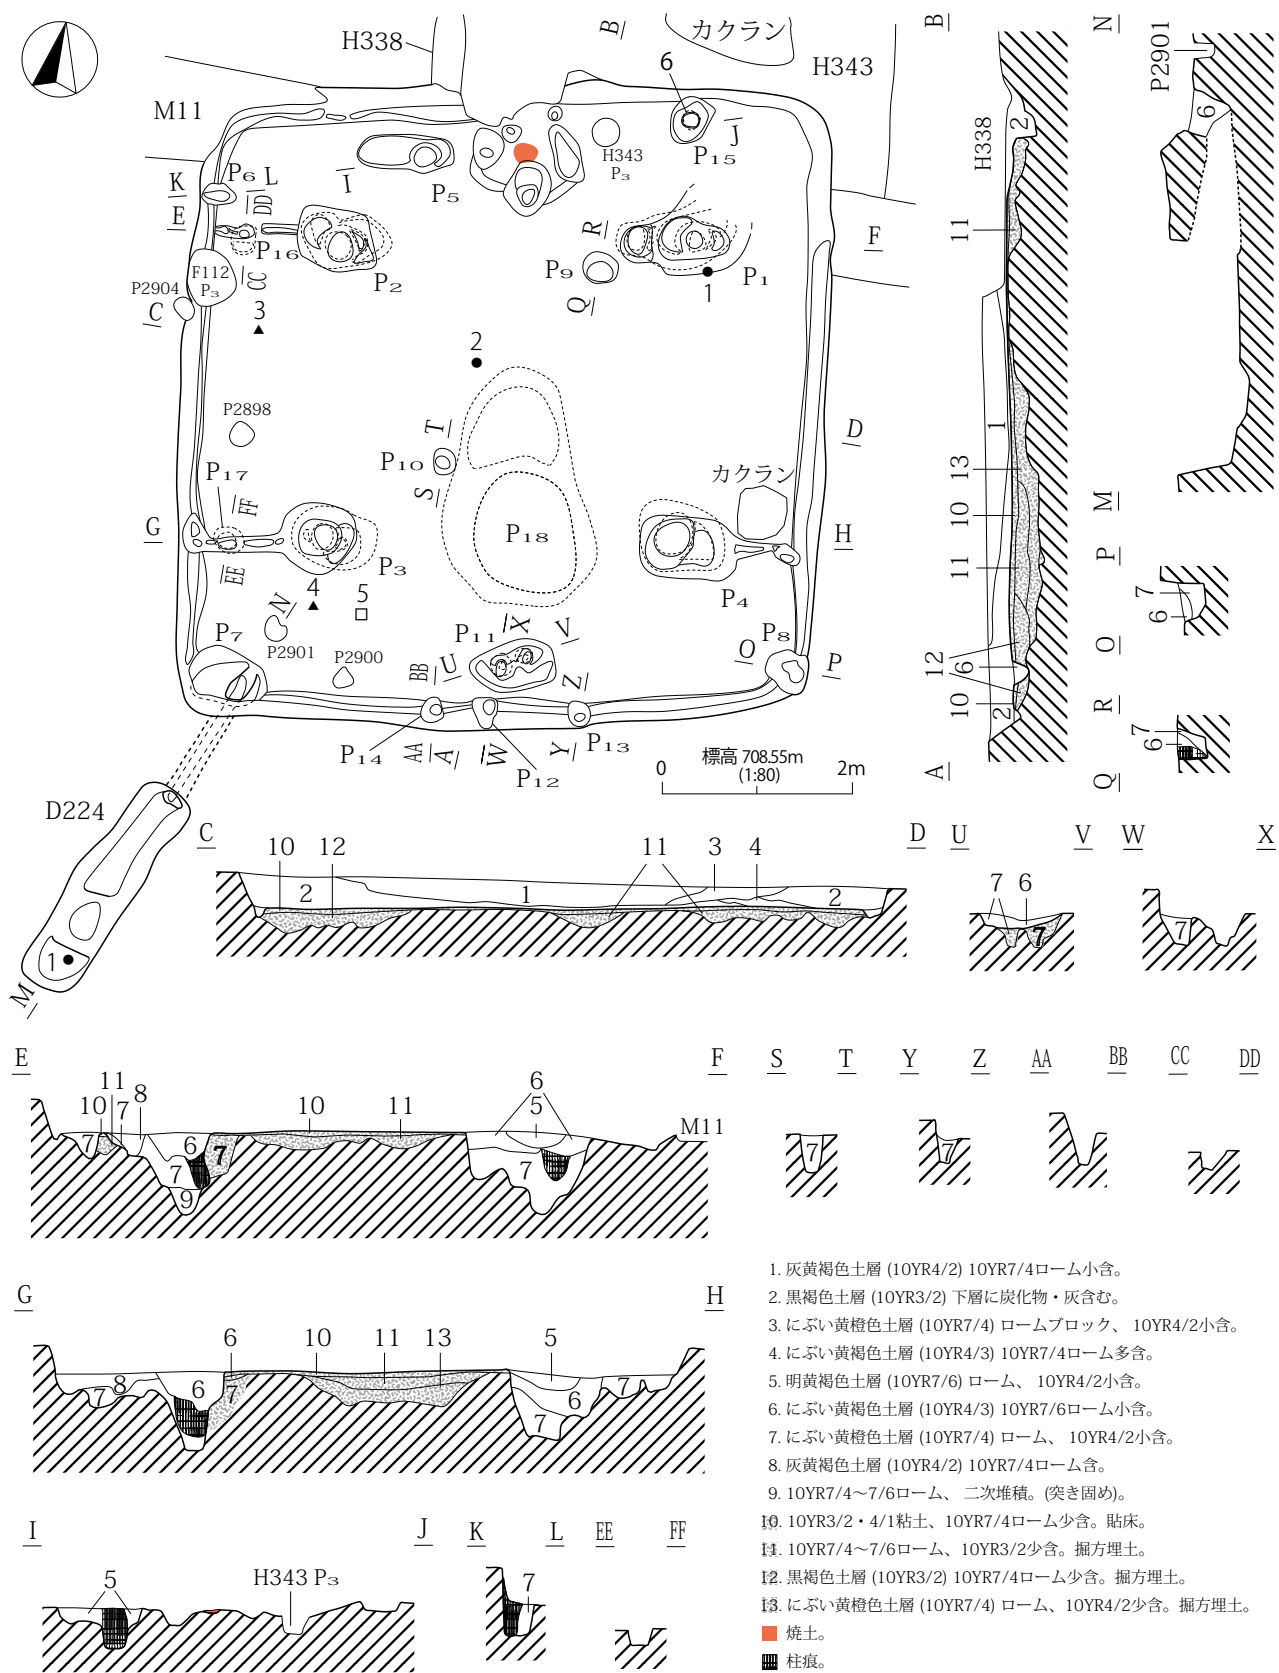 B カクラン
H338
H343
6
M11
J
H343
P3
P15
K P6 L
I
P5
E DD
R
F
P16
P9
F112
P3
CC
P2
P1
P2904
C
3
Q
1
2
P2898
T
D
P10
カクラン
P17
S
FF
G
P18
H
EE
P3
4 5
P4
N
X
P7
P11 V
P8
O
P2901 P2900
BB U
Z
P
P14 AA A W Y P13
P12
標高 708.55m
(1:80)
0 2m
D224
1
M
B
H338
2
11
1
13
10
11
12
6
10
2
A
N
P2901
6
M
P
7
6
O
R
7
6
Q
C D
10 12 11 3 4
2 1 2
U V
7 6
7
W X
7
E F
11
10 7 8 10 11 6
5
M11
7 6 7 7
9
S T Y Z AA BB CC DD
7 7
G H
6 10 11 13 5
8 7 6 7 6 7 7
I J K L EE FF
5 H343 P3 7
1. 灰黄褐色土層 (10YR4/2) 10YR7/4ローム小含。
2. 黒褐色土層 (10YR3/2) 下層に炭化物・灰含む。
3. にぶい黄橙色土層 (10YR7/4) ロームブロック、 10YR4/2小含。
4. にぶい黄褐色土層 (10YR4/3) 10YR7/4ローム多含。
5. 明黄褐色土層 (10YR7/6) ローム、 10YR4/2小含。
6. にぶい黄褐色土層 (10YR4/3) 10YR7/6ローム小含。
7. にぶい黄橙色土層 (10YR7/4) ローム、 10YR4/2小含。
8. 灰黄褐色土層 (10YR4/2) 10YR7/4ローム含。
9. 10YR7/4～7/6ローム、 二次堆積。(突き固め)。
10. 10YR3/2・4/1粘土、10YR7/4ローム少含。貼床。
11. 10YR7/4～7/6ローム、10YR3/2少含。掘方埋土。
12. 黒褐色土層 (10YR3/2) 10YR7/4ローム少含。掘方埋土。
13. にぶい黄橙色土層 (10YR7/4) ローム、10YR4/2少含。掘方埋土。
焼土。
柱痕。